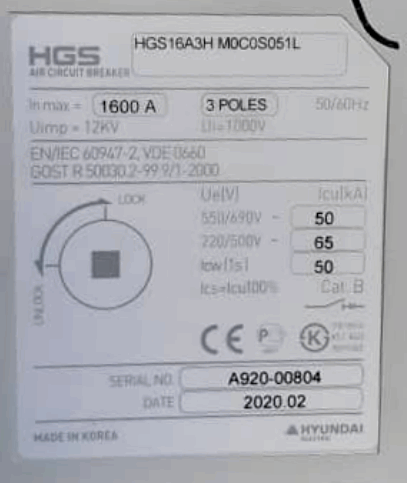 HGS16A3H M0C0S051L
HGS
AIR CIRCUIT BREAKER
In max = 1600 A 3 POLES 50/60Hz
Uimp = 12KV Ui=1000V
EN/IEC 60947-2, VDE 0660
GOST R 50030.2-99 9/1-2000
LOCK
UNLOCK
Ue(V) Icu(kA)
550/690V ~ 50
220/500V ~ 65
Icw(1s) 50
Ics=Icu100% Cat. B
CE P K
SERIAL NO. A920-00804
DATE 2020.02
MADE IN KOREA HYUNDAI
ELECTRIC